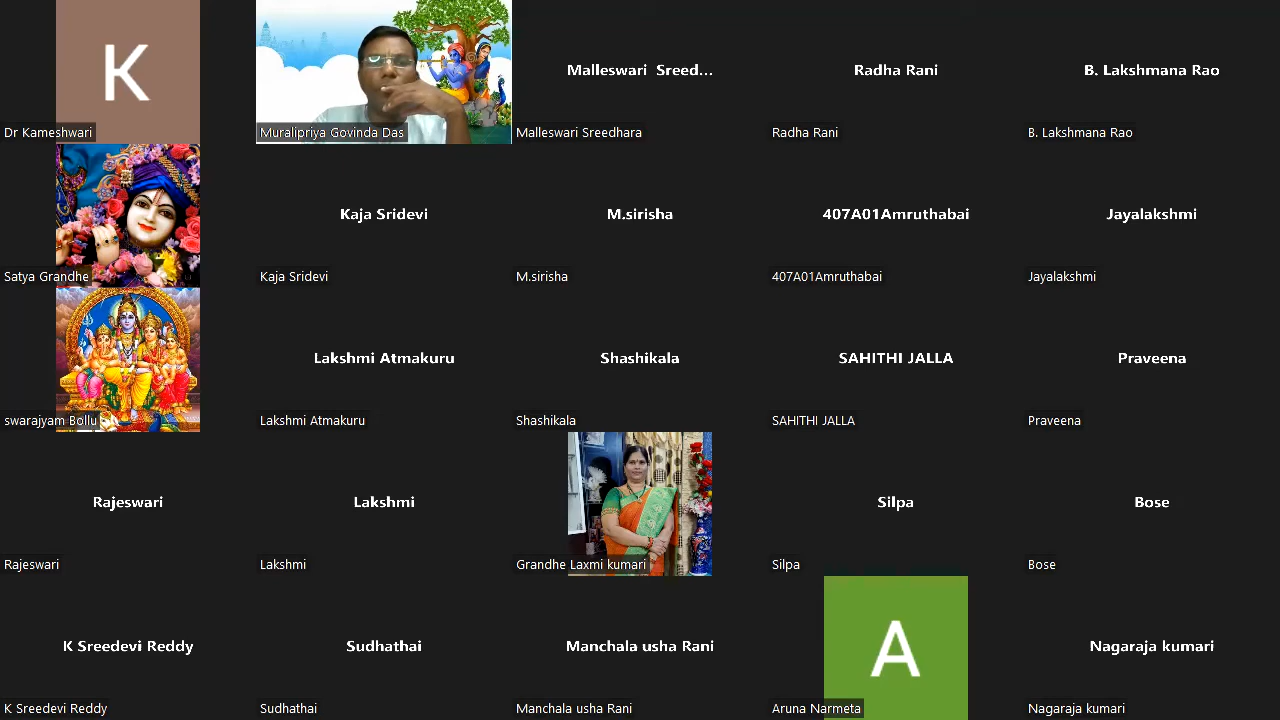 K
Dr Kameshwari
Muralipriya Govinda Das
Malleswari Sreed...
Malleswari Sreedhara
Radha Rani
Radha Rani
B. Lakshmana Rao
B. Lakshmana Rao
Satya Grandhe
Kaja Sridevi
Kaja Sridevi
M.sirisha
M.sirisha
407A01Amruthabai
407A01Amruthabai
Jayalakshmi
Jayalakshmi
swarajyam Bollu
Lakshmi Atmakuru
Lakshmi Atmakuru
Shashikala
Shashikala
SAHITHI JALLA
SAHITHI JALLA
Praveena
Praveena
Rajeswari
Rajeswari
Lakshmi
Lakshmi
Grandhe Laxmi kumari
Silpa
Silpa
Bose
Bose
K Sreedevi Reddy
K Sreedevi Reddy
Sudhathai
Sudhathai
Manchala usha Rani
Manchala usha Rani
A
Aruna Narmeta
Nagaraja kumari
Nagaraja kumari